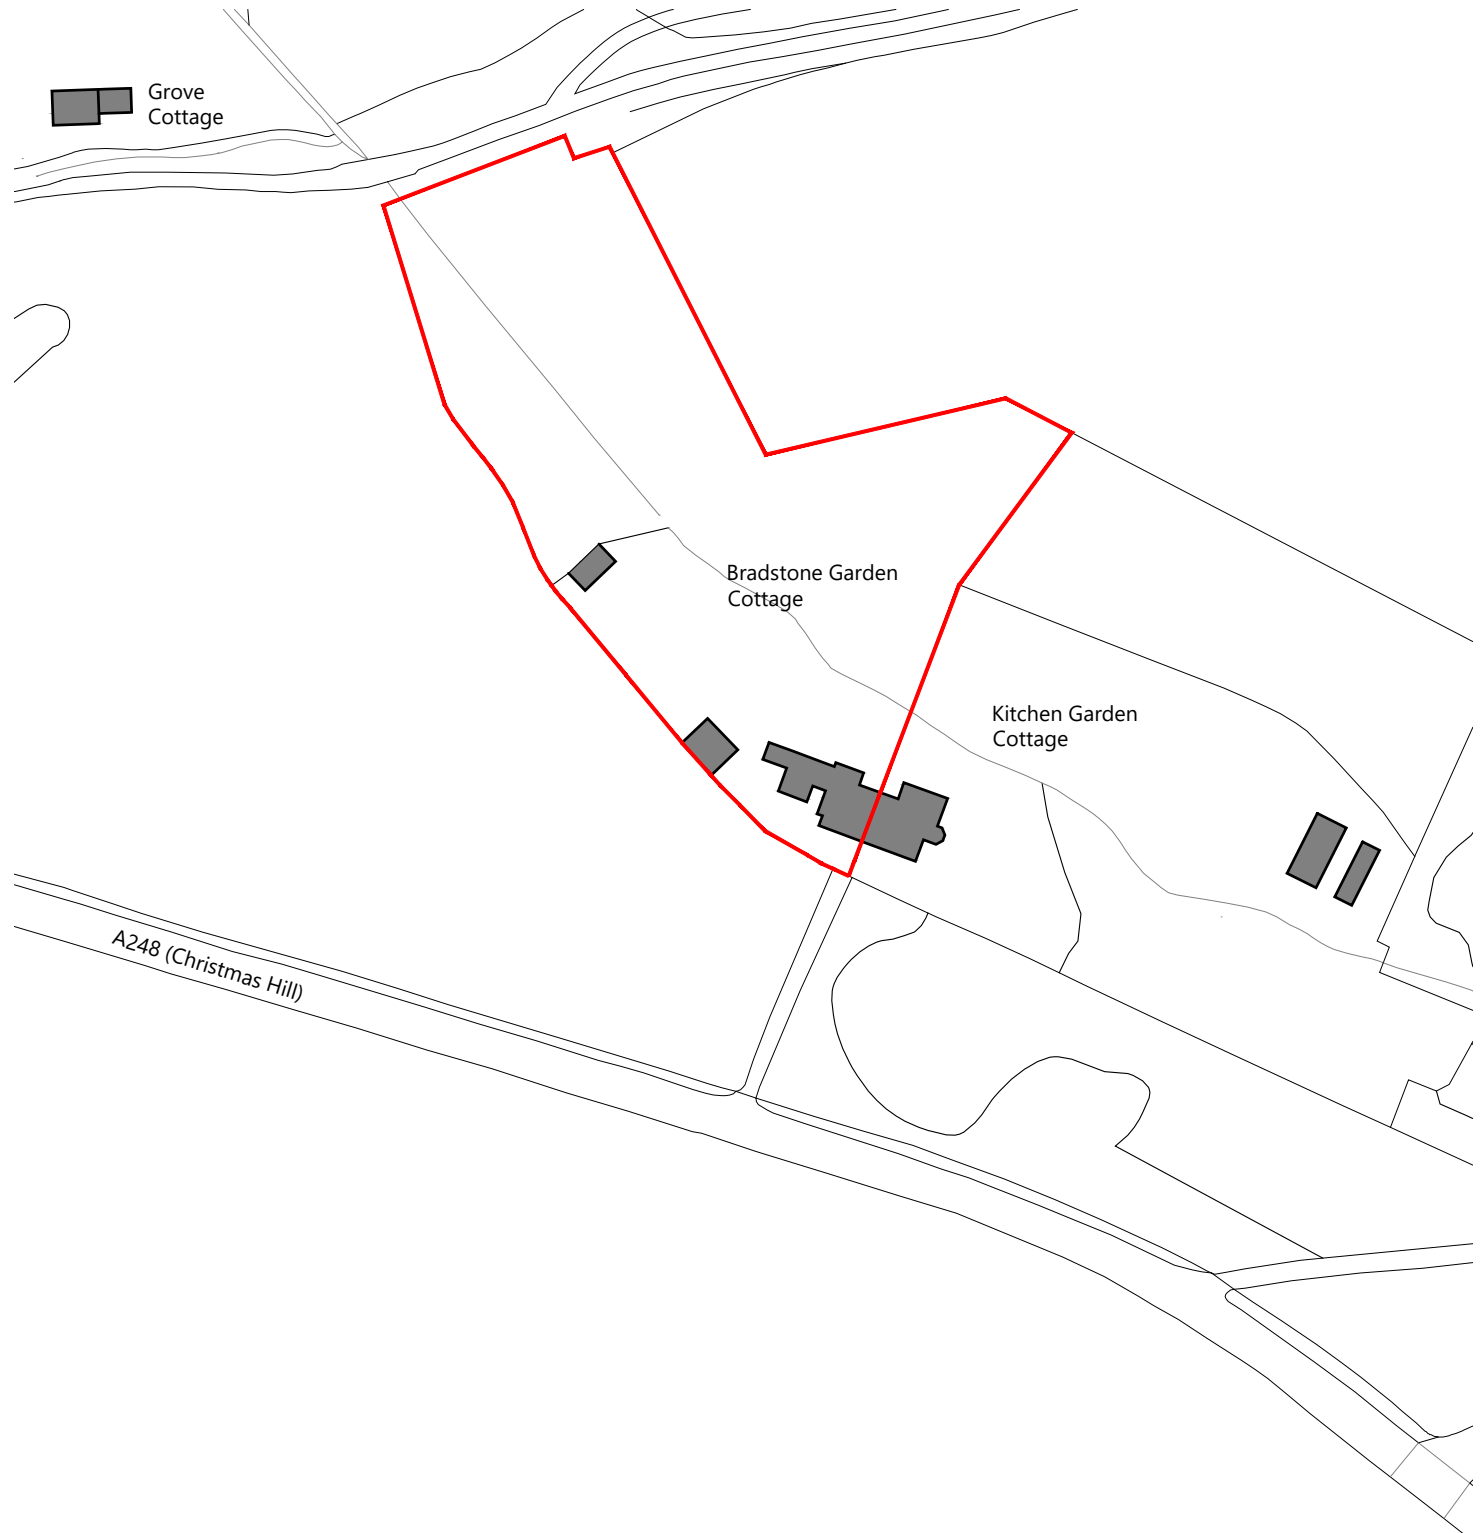 Grove
Cottage
Bradstone Garden
Cottage
Kitchen Garden
Cottage
A248 (Christmas Hill)